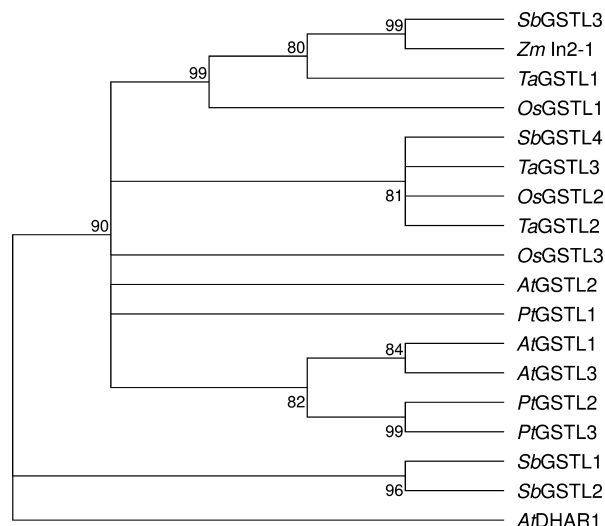 99 SbGSTL3
80 Zm In2-1
99 TaGSTL1
OsGSTL1
SbGSTL4
TaGSTL3
81 OsGSTL2
90 TaGSTL2
OsGSTL3
AtGSTL2
PtGSTL1
84 AtGSTL1
AtGSTL3
82 PtGSTL2
99 PtGSTL3
SbGSTL1
96 SbGSTL2
AtDHAR1